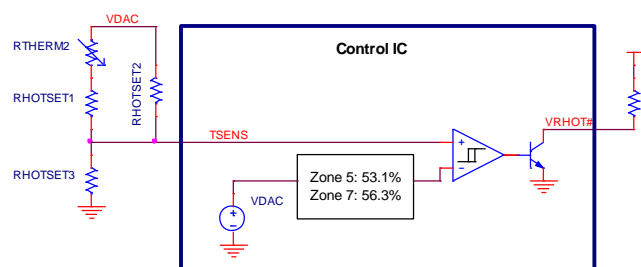 VDAC
RTHERM2
Control IC
RHOTSET2
RHOTSET1
TSENS
VRHOT#
+
-
RHOTSET3
Zone 5: 53.1%
Zone 7: 56.3%
VDAC
+
-